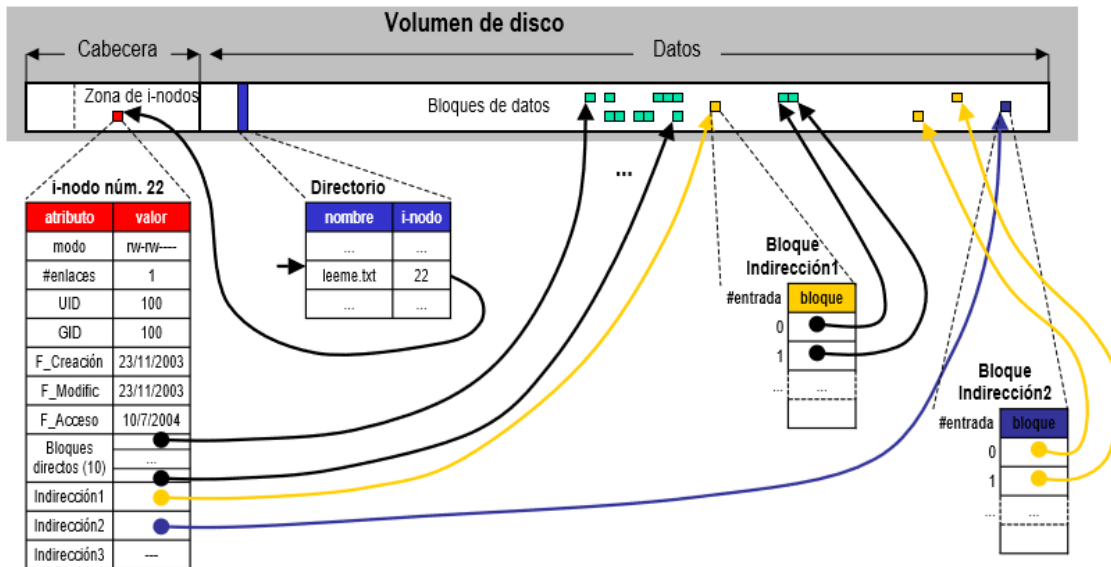 Volumen de disco
Cabecera
Datos
Zona de i-nodos
Bloques de datos
...
i-nodo núm. 22
atributo valor
modo rw-rw----
#enlaces 1
UID 100
GID 100
F_Creación 23/11/2003
F_Modific 23/11/2003
F_Acceso 10/7/2004
Bloques
directos (10) ...
Indirección1
Indirección2
Indirección3 ---
Directorio
nombre i-nodo
... ...
leeme.txt 22
... ...
Bloque
Indirección1
#entrada bloque
0
1
... ...
Bloque
Indirección2
#entrada bloque
0
1
... ...